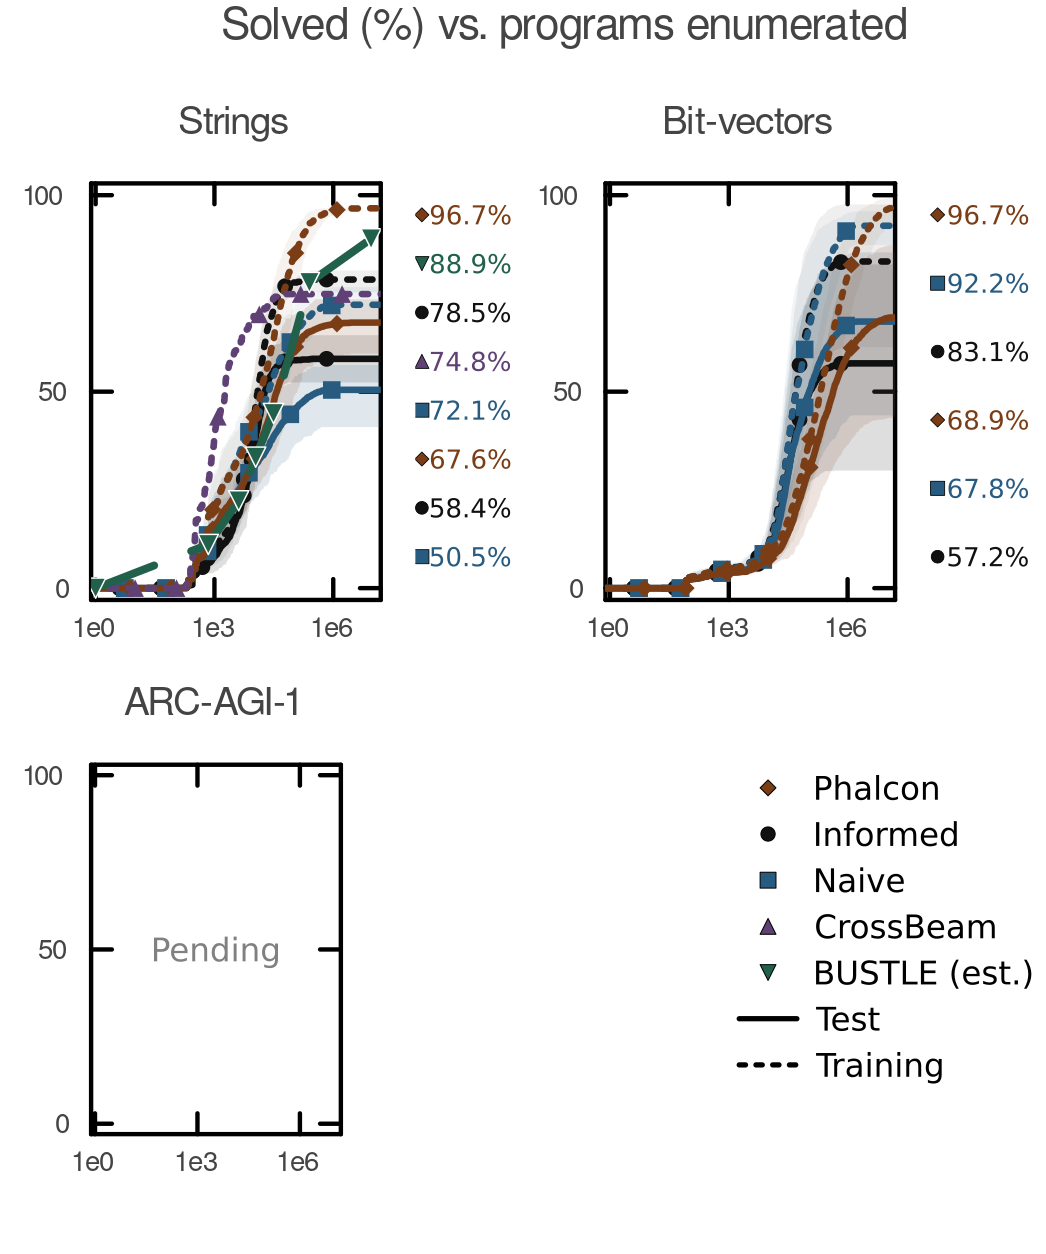 Solved (%) vs. programs enumerated
Strings
100
50
0
1e0 1e3 1e6
96.7%
88.9%
78.5%
74.8%
72.1%
67.6%
58.4%
50.5%
Bit-vectors
100
50
0
1e0 1e3 1e6
96.7%
92.2%
83.1%
68.9%
67.8%
57.2%
ARC-AGI-1
100
50
0
Pending
1e0 1e3 1e6
Phalcon
Informed
Naive
CrossBeam
BUSTLE (est.)
Test
Training